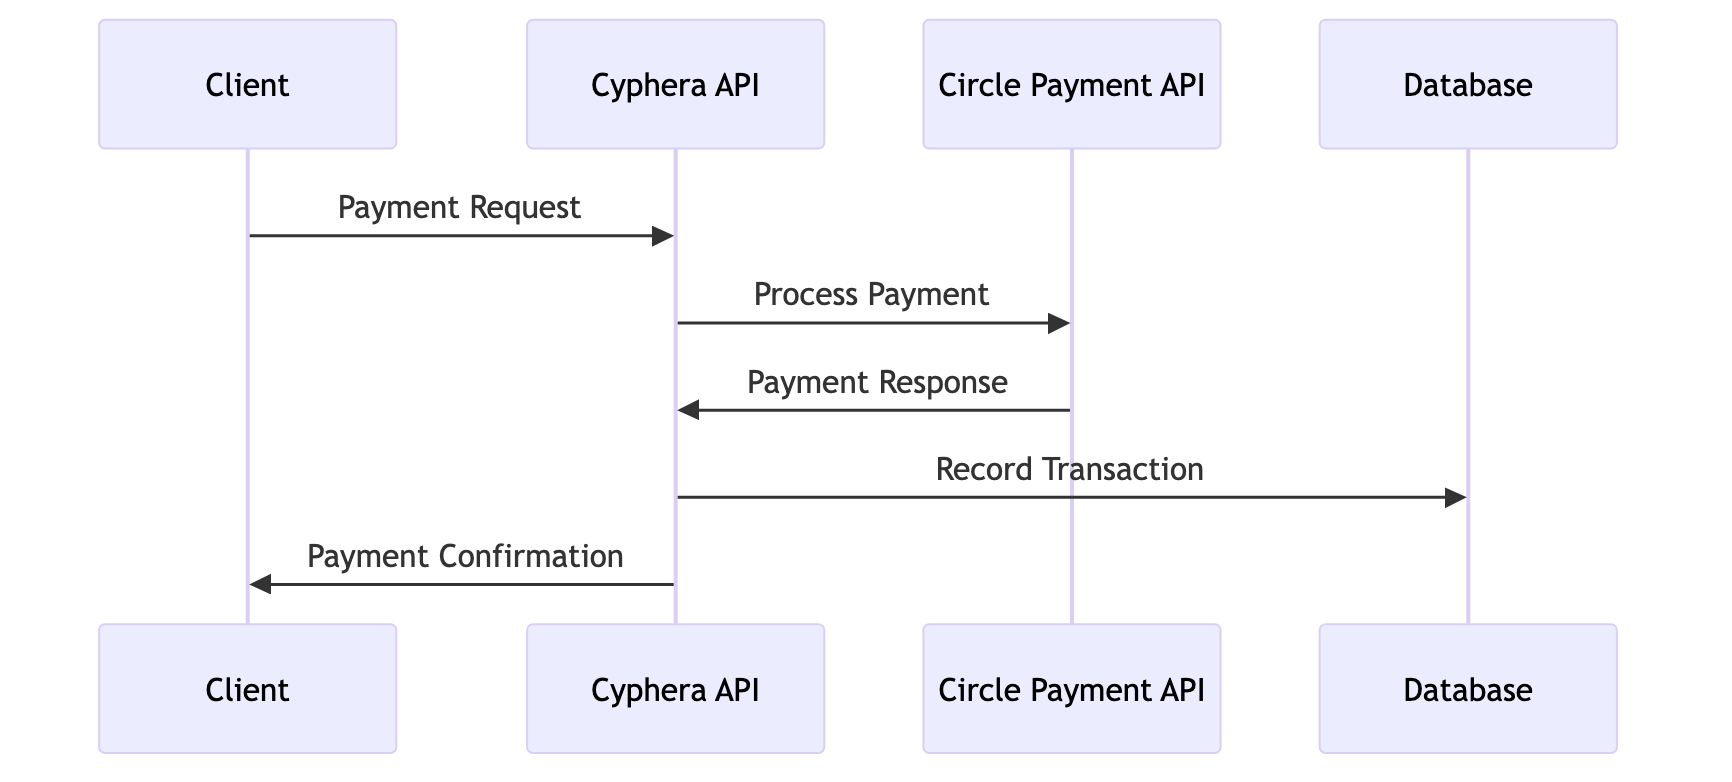 Client
Cyphera API
Circle Payment API
Database
Payment Request
Process Payment
Payment Response
Record Transaction
Payment Confirmation
Client
Cyphera API
Circle Payment API
Database